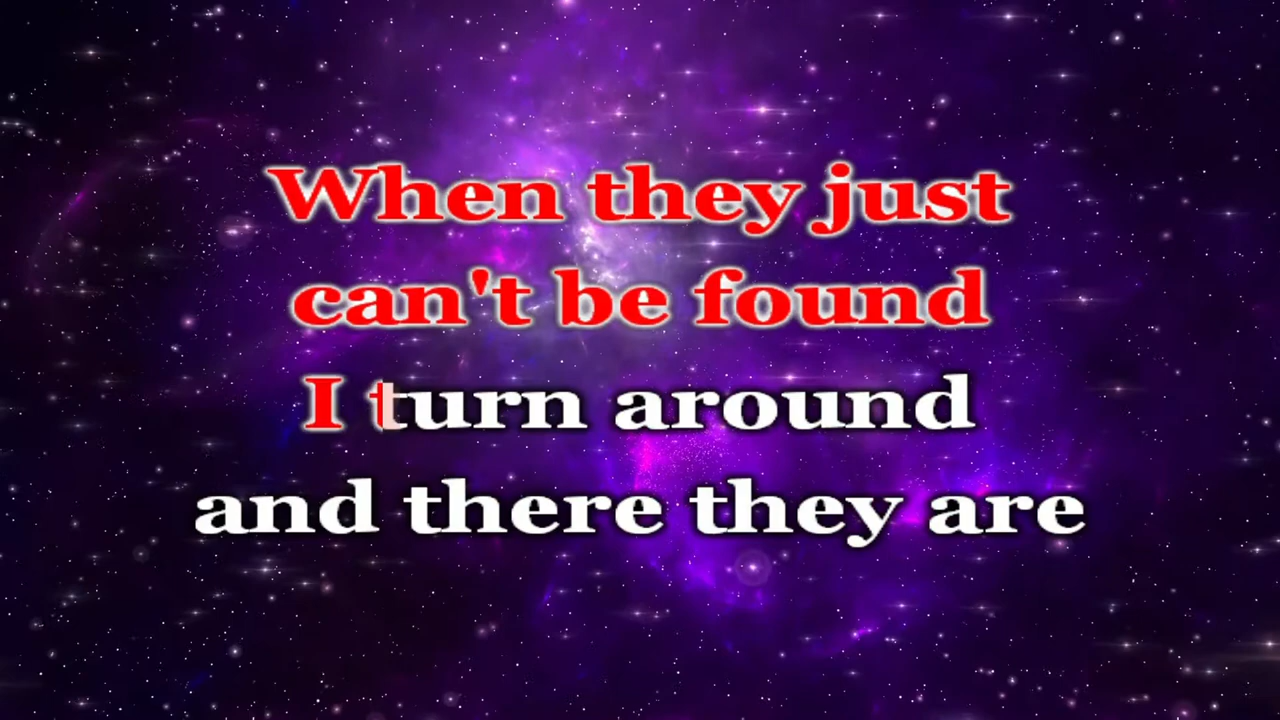 When they just
can't be found
I turn around
and there they are